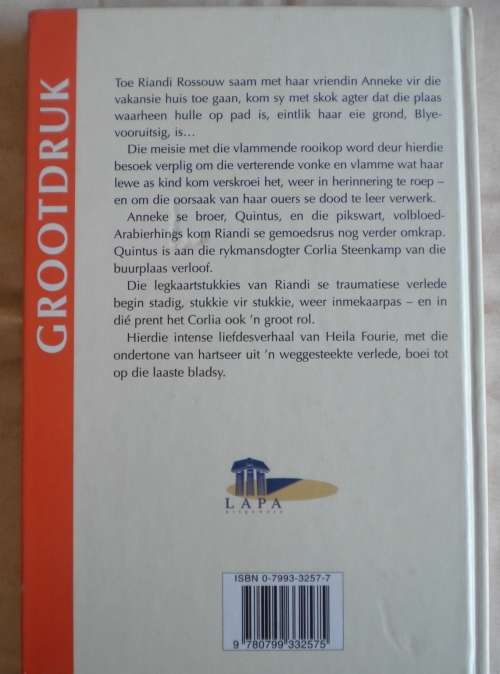 GROOTDRUK
Toe Riandi Rossouw saam met haar vriendin Anneke vir die
vakansie huis toe gaan, kom sy met skok agter dat die plaas
waarheen hulle op pad is, eintlik haar eie grond, Blye-
vooruitsig, is...
Die meisie met die vlammende rooikop word deur hierdie
besoek verplig om die verterende vonke en vlamme wat haar
lewe as kind kom verskroei het, weer in herinnering te roep –
en om die oorsaak van haar ouers se dood te leer verwerk.
Anneke se broer, Quintus, en die pikswart, volbloed-
Arabierhings kom Riandi se gemoedsrus nog verder omkrap.
Quintus is aan die rykmansdogter Corlia Steenkamp van die
buurplaas verloof.
Die legkaartstukkies van Riandi se traumatiese verlede
begin stadig, stukkie vir stukkie, weer inmekaarpas – en in
dié prent het Corlia ook 'n groot rol.
Hierdie intense liefdesverhaal van Heila Fourie, met die
ondertone van hartseer uit 'n weggesteekte verlede, boei tot
op die laaste bladsy.
LAPA
ISBN 0-7993-3257-7
9 780799 332575